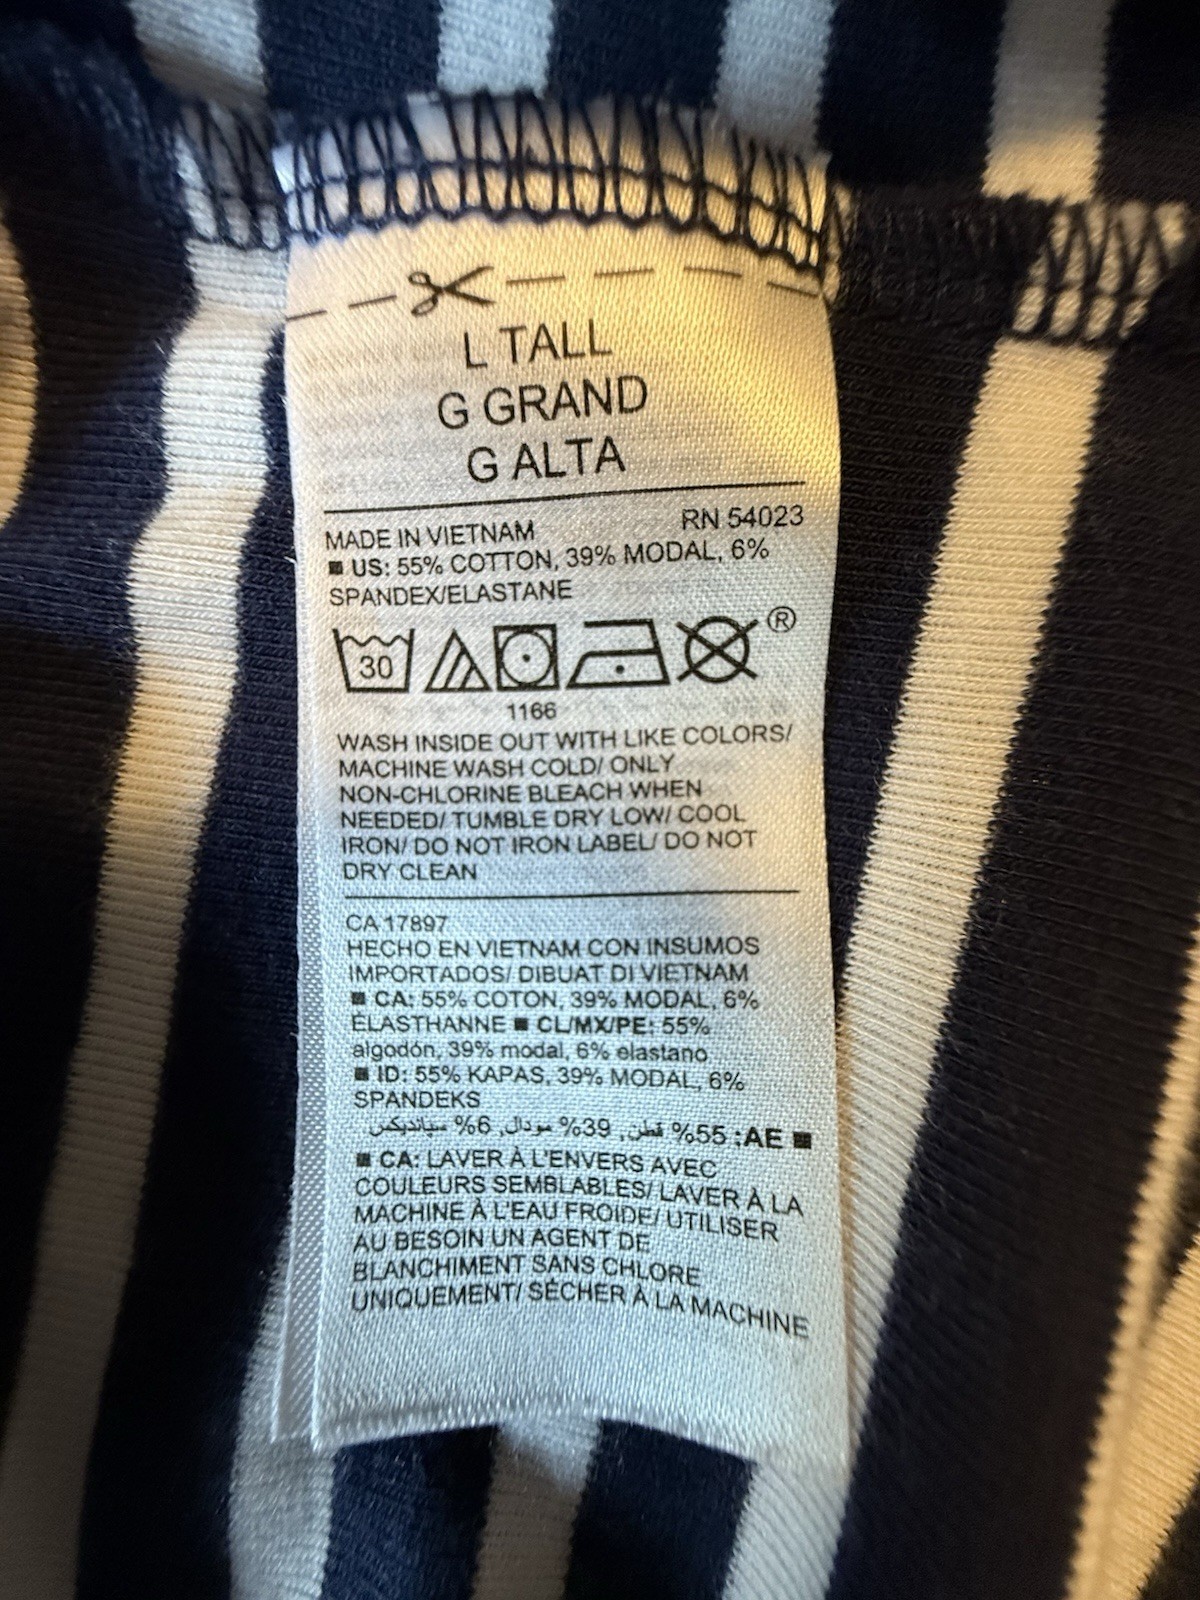 L TALL
G GRAND
G ALTA
MADE IN VIETNAM RN 54023
■ US: 55% COTTON, 39% MODAL, 6%
SPANDEX/ELASTANE
30 ®
1166
WASH INSIDE OUT WITH LIKE COLORS/
MACHINE WASH COLD/ ONLY
NON-CHLORINE BLEACH WHEN
NEEDED/ TUMBLE DRY LOW/ COOL
IRON/ DO NOT IRON LABEL/ DO NOT
DRY CLEAN
CA 17897
HECHO EN VIETNAM CON INSUMOS
IMPORTADOS/ DIBUAT DI VIETNAM
■ CA: 55% COTON, 39% MODAL, 6%
ÉLASTHANNE ■ CL/MX/PE: 55%
algodón, 39% modal, 6% elastano
■ ID: 55% KAPAS, 39% MODAL, 6%
SPANDEKS
■ AE: 55% قطن, 39% مودال, 6% سپانديكس
■ CA: LAVER À L'ENVERS AVEC
COULEURS SEMBLABLES/ LAVER À LA
MACHINE À L'EAU FROIDE/ UTILISER
AU BESOIN UN AGENT DE
BLANCHIMENT SANS CHLORE
UNIQUEMENT/ SÉCHER À LA MACHINE